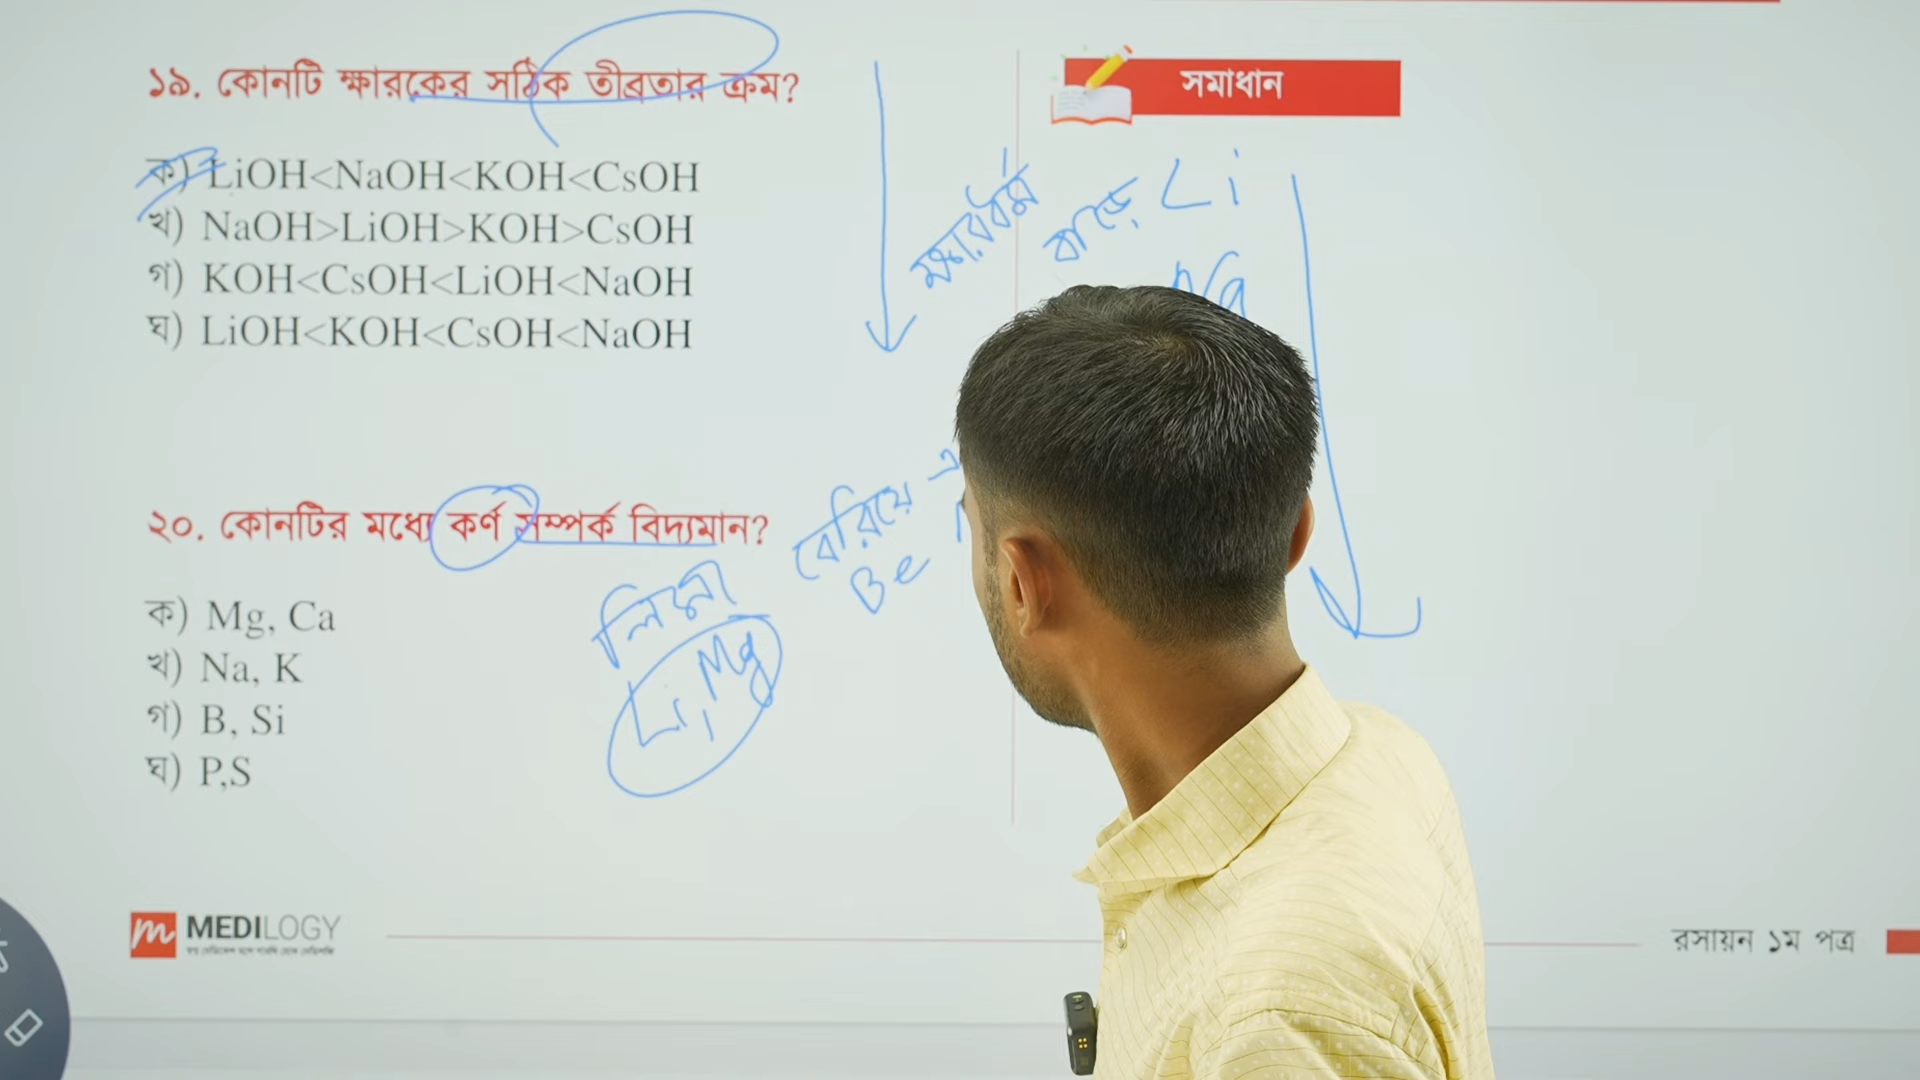 ১৯. কোনটি ক্ষারকের সঠিক তীব্রতার ক্রম?
ক) LiOH<NaOH<KOH<CsOH
খ) NaOH>LiOH>KOH>CsOH
গ) KOH<CsOH<LiOH<NaOH
ঘ) LiOH<KOH<CsOH<NaOH
ক্ষারধর্ম বাড়ে
সমাধান
Li
Na
২০. কোনটির মধ্যে কর্ণ সম্পর্ক বিদ্যমান?
ক) Mg, Ca
খ) Na, K
গ) B, Si
ঘ) P,S
Li, Mg
Be
MEDILOGY
রসায়ন ১ম পত্র